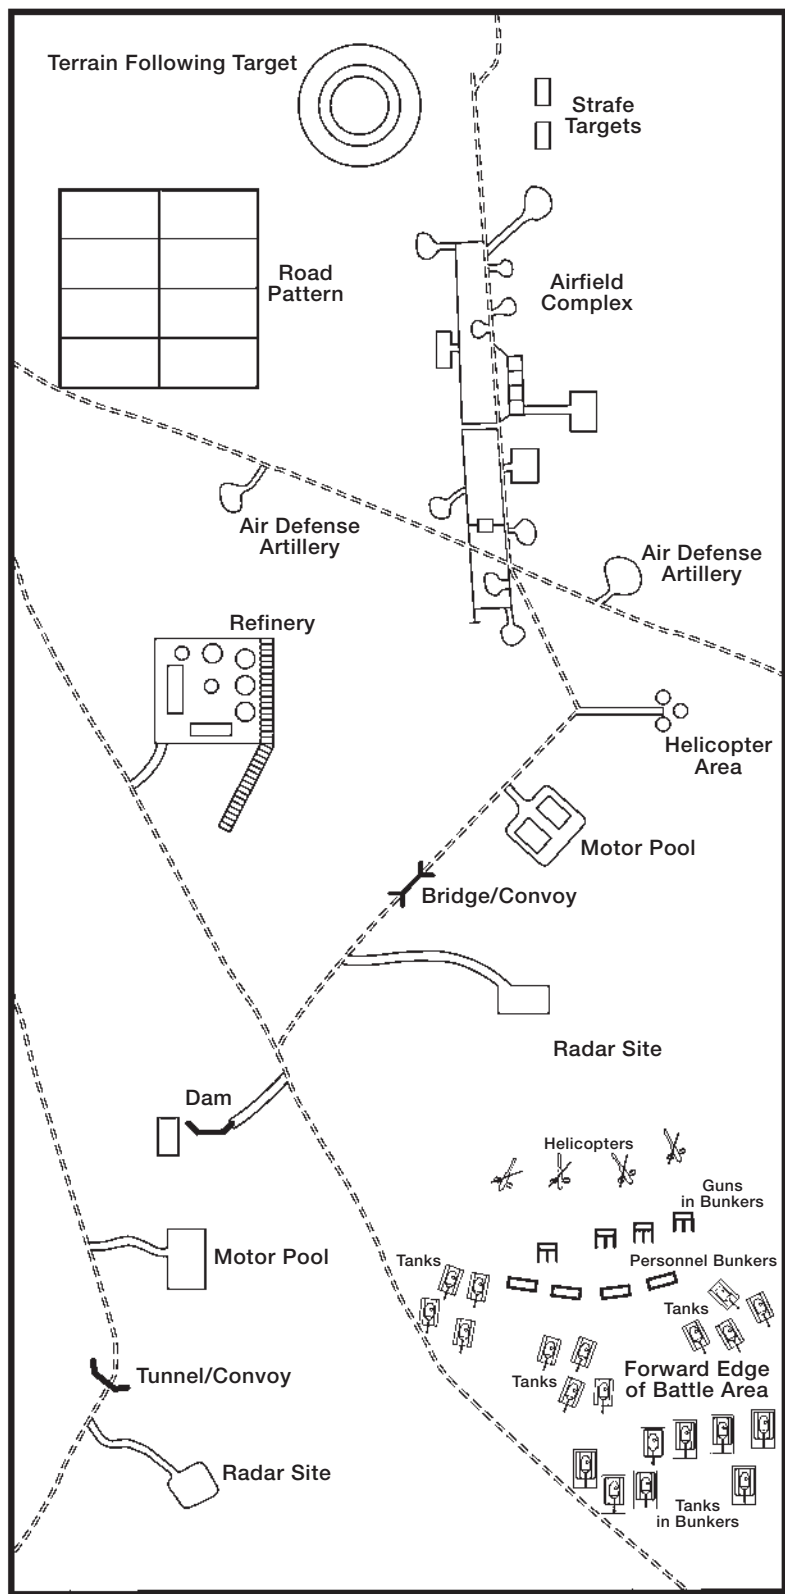 Terrain Following Target
Strafe
Targets
Road
Pattern
Airfield
Complex
Air Defense
Artillery
Air Defense
Artillery
Refinery
Helicopter
Area
Motor Pool
Bridge/Convoy
Radar Site
Dam
Helicopters
Guns
in Bunkers
Motor Pool
Tanks
Personnel Bunkers
Tanks
Tunnel/Convoy
Tanks
Forward Edge
of Battle Area
Radar Site
Tanks
in Bunkers